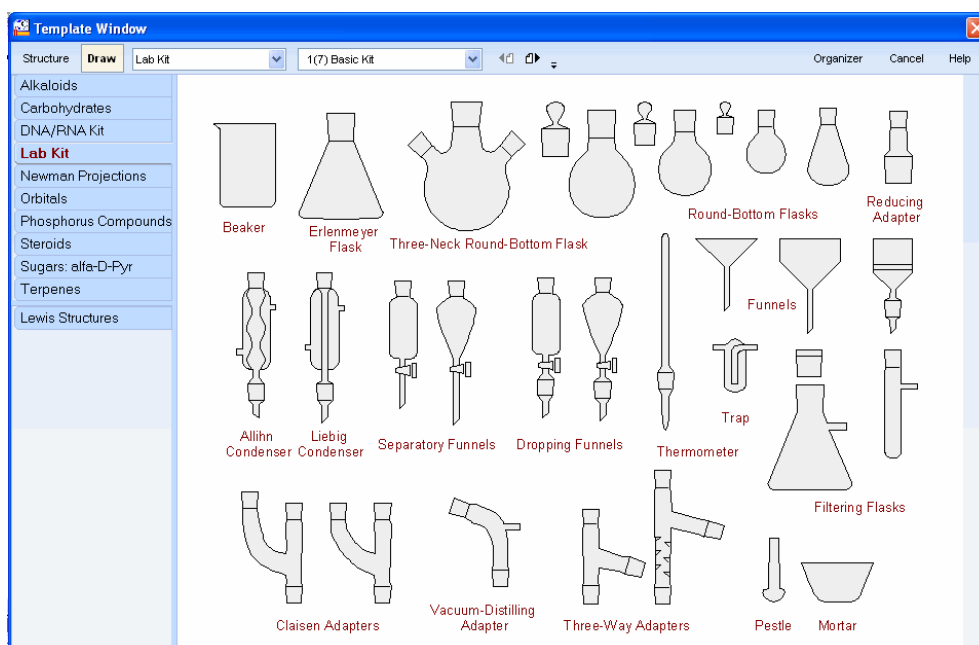 Template Window
Structure Draw Lab Kit 1(7) Basic Kit Organizer Cancel Help
Alkaloids
Carbohydrates
DNA/RNA Kit
Lab Kit
Newman Projections
Orbitals
Phosphorus Compounds
Steroids
Sugars: alfa-D-Pyr
Terpenes
Lewis Structures
Beaker
Erlenmeyer
Flask
Three-Neck Round-Bottom Flask
Round-Bottom Flasks
Reducing
Adapter
Funnels
Allihn
Condenser
Liebig
Condenser
Separatory Funnels
Dropping Funnels
Thermometer
Trap
Filtering Flasks
Claisen Adapters
Vacuum-Distilling
Adapter
Three-Way Adapters
Pestle
Mortar